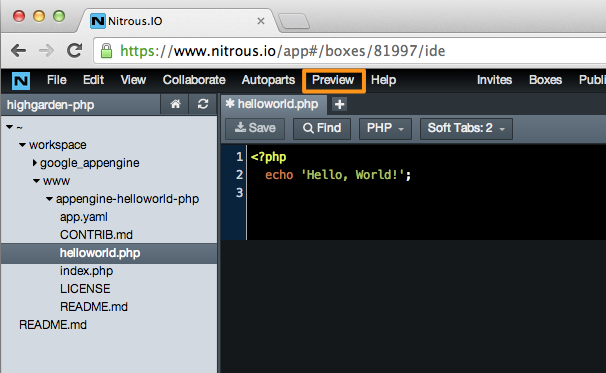 Nitrous.IO
https://www.nitrous.io/app#/boxes/81997/ide
N File Edit View Collaborate Autoparts Preview Help Invites Boxes Publi
highgarden-php
✱ helloworld.php
Save Find PHP Soft Tabs: 2
~
workspace
google_appengine
www
appengine-helloworld-php
app.yaml
CONTRIB.md
helloworld.php
index.php
LICENSE
README.md
README.md
1 <?php
2 echo 'Hello, World!';
3